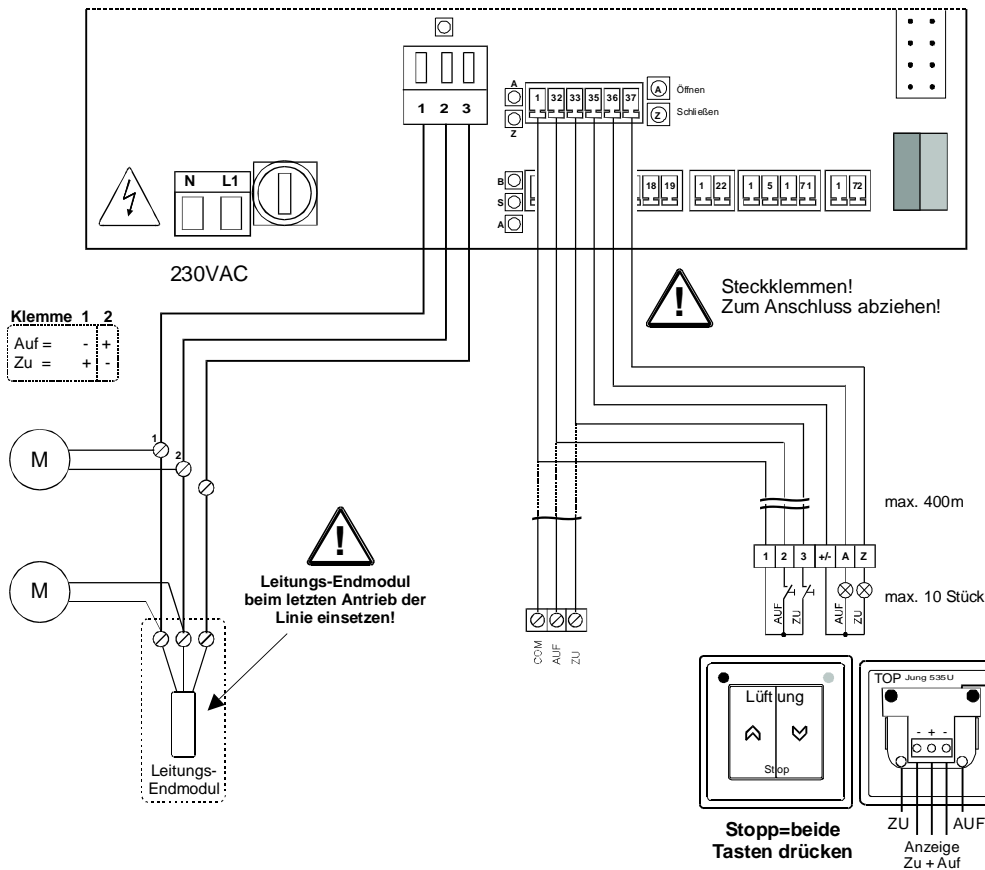 1 2 3
A
Z
1 32 33 35 36 37
A Öffnen
Z Schließen
N L1
B
S
A
18 19
1 22
1 5 1 71
1 72
230VAC
Steckklemmen!
Zum Anschluss abziehen!
Klemme 1 2
Auf = - +
Zu = + -
M
1
2
max. 400m
M
Leitungs-Endmodul
beim letzten Antrieb der
Linie einsetzen!
1 2 3 +/- A Z
AUF ZU AUF ZU
max. 10 Stück
COM AUF ZU
Leitungs-
Endmodul
Lüftung
Stop
TOP Jung 535U
- + -
ZU AUF
Anzeige
Zu + Auf
Stopp=beide
Tasten drücken